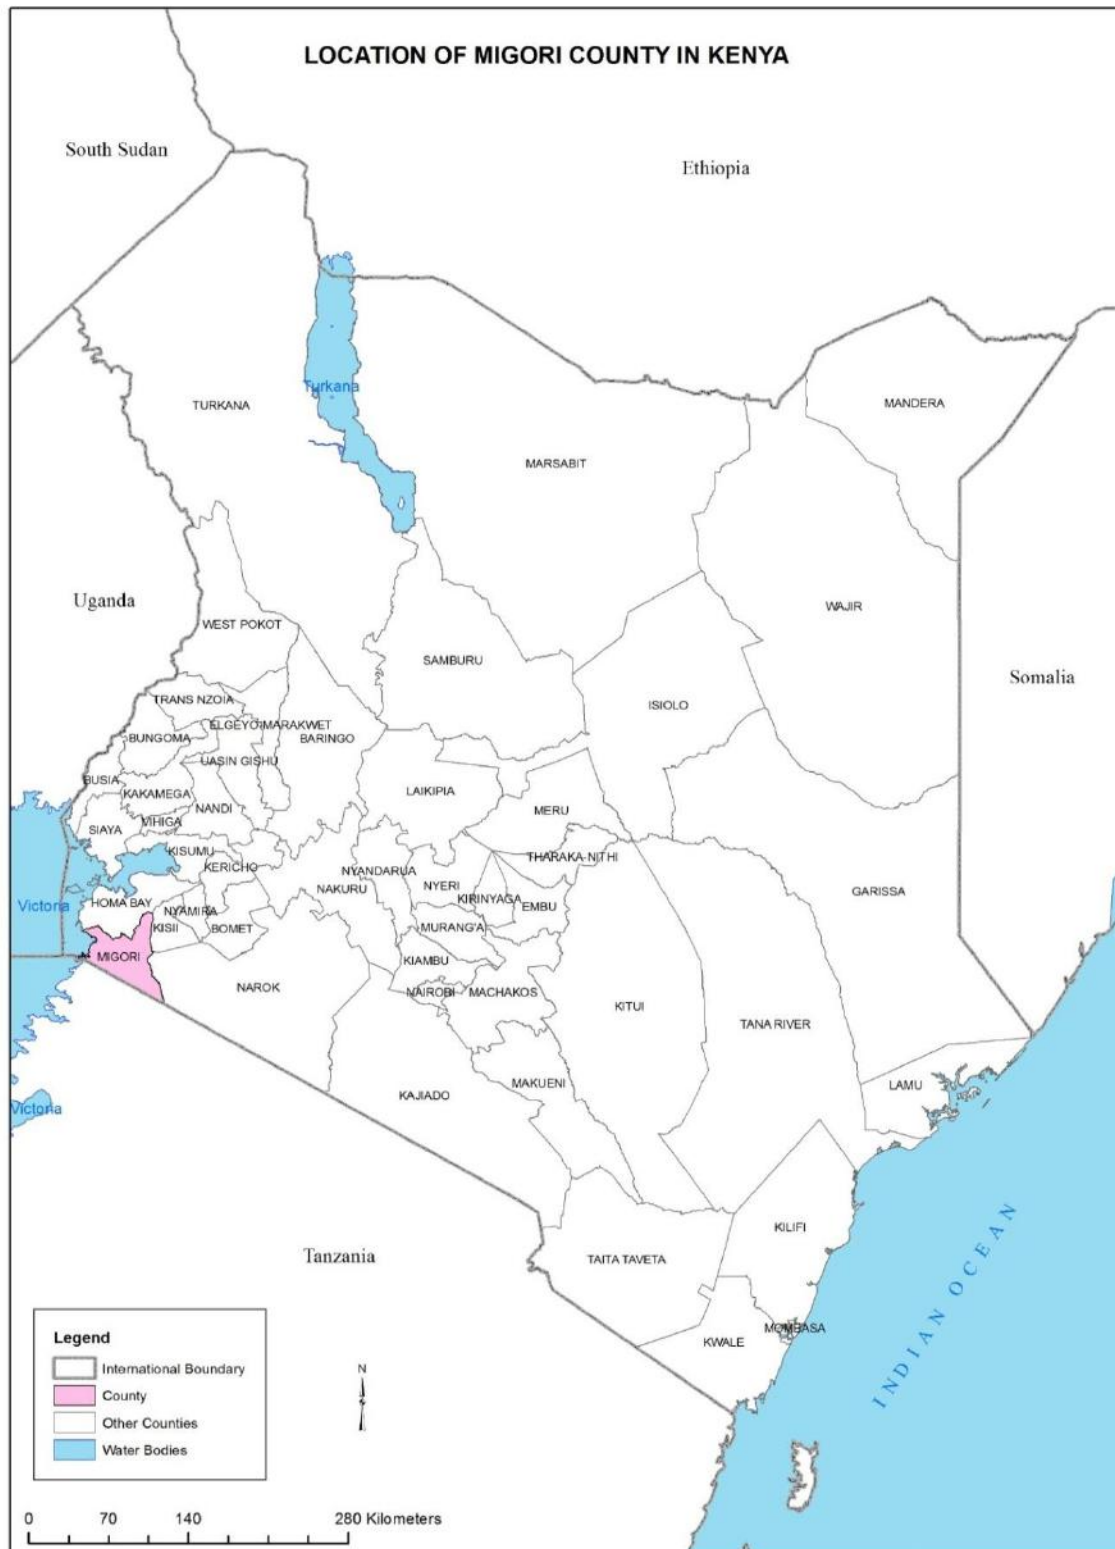 LOCATION OF MIGORI COUNTY IN KENYA
South Sudan
Ethiopia
Turkana
TURKANA
MANDERA
MARSABIT
Uganda
WAJIR
WEST POKOT
SAMBURU
Somalia
TRANS NZOIA
ISIOLO
ELGEYO MARAKWET
BUNGOMA
BARINGO
UASIN GISHU
BUSIA
KAKAMEGA
LAIKIPIA
NANDI
MERU
VIHIGA
SIAYA
KISUMU
THARAKA-NITHI
KERICHO
NYANDARUA
NYERI
NAKURU
GARISSA
KIRINYAGA
HOMA BAY
Victoria
NYAMIRA
EMBU
KISII
BOMET
MURANG'A
MIGORI
KIAMBU
NAROK
NAIROBI
MACHAKOS
KITUI
TANA RIVER
MAKUENI
LAMU
KAJIADO
Victoria
KILIFI
Tanzania
TAITA TAVETA
INDIAN OCEAN
MOMBASA
KWALE
Legend
International Boundary
County
Other Counties
Water Bodies
N
0 70 140 280 Kilometers